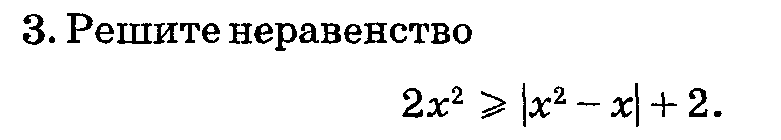 3. Решите неравенство
2x² ⩾ |x² − x| + 2.